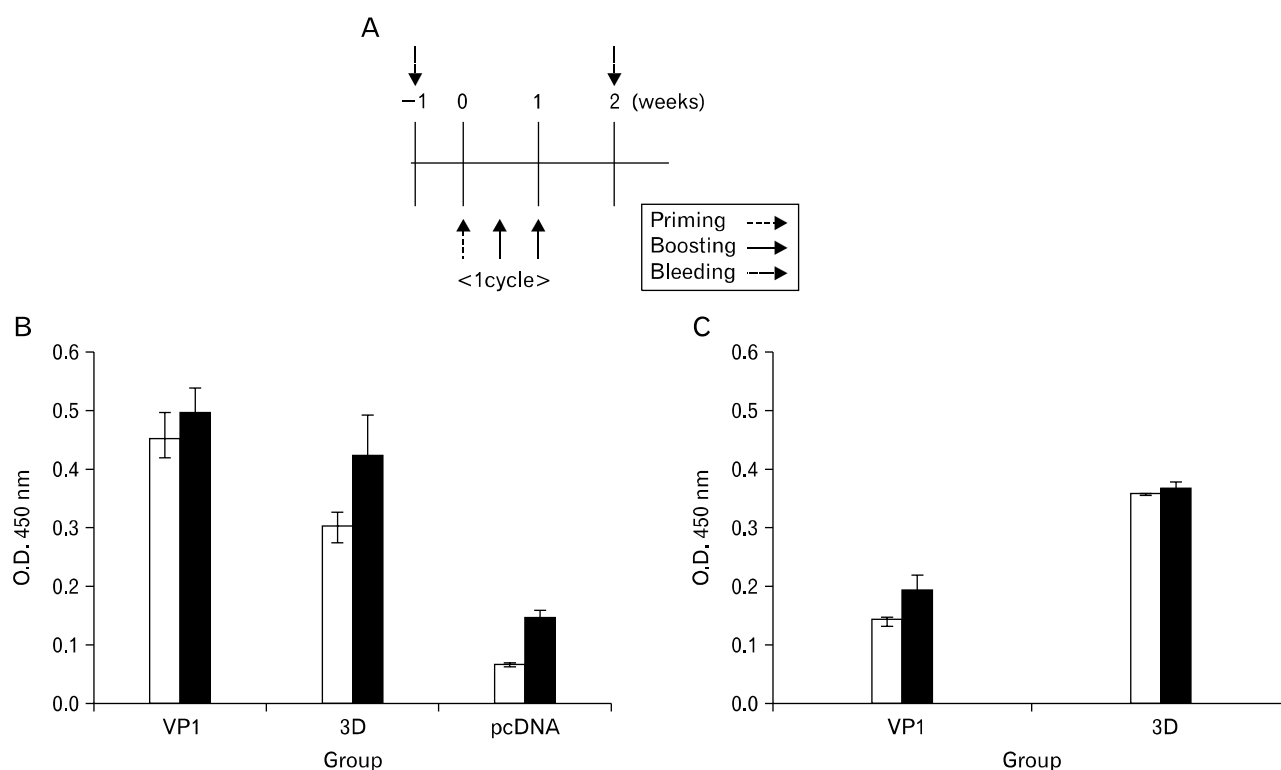 A
−1 0 1 2 (weeks)
Priming
Boosting
Bleeding
<1cycle>
B
0.6
0.5
0.4
0.3
0.2
0.1
0.0
O.D. 450 nm
VP1 3D pcDNA
Group
C
0.6
0.5
0.4
0.3
0.2
0.1
0.0
O.D. 450 nm
VP1 3D
Group